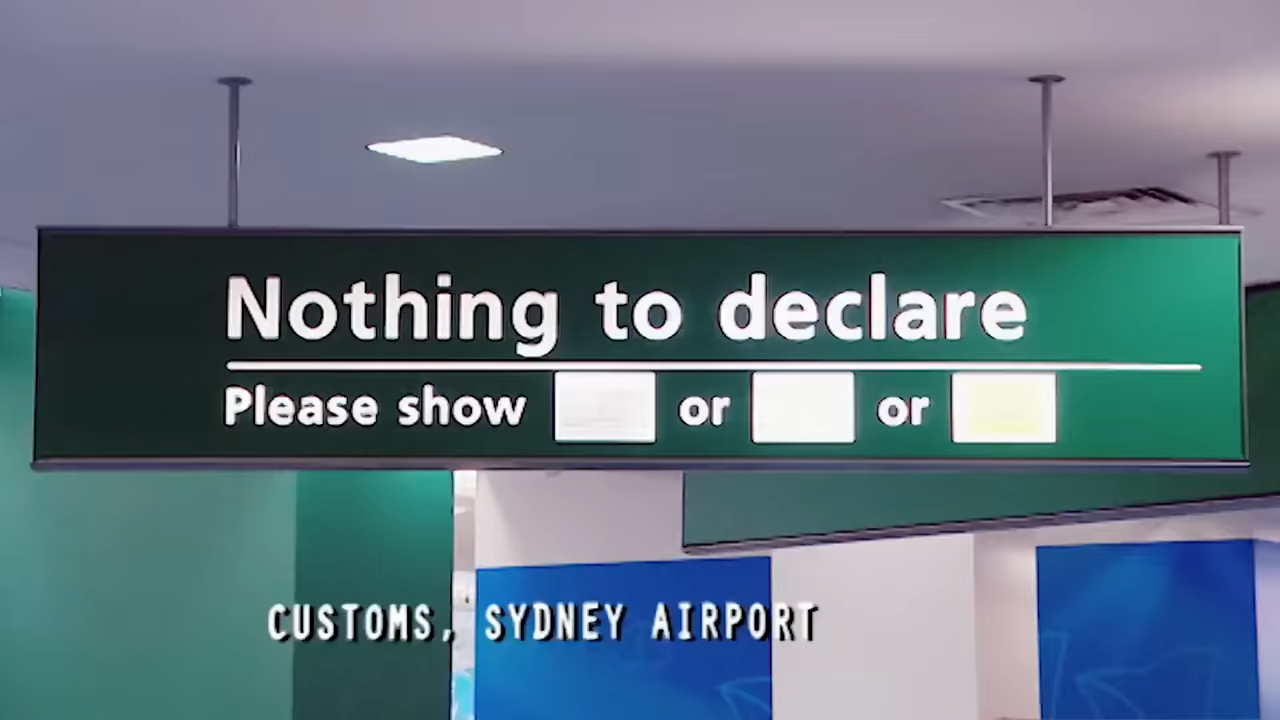 Nothing to declare
Please show or or
CUSTOMS, SYDNEY AIRPORT